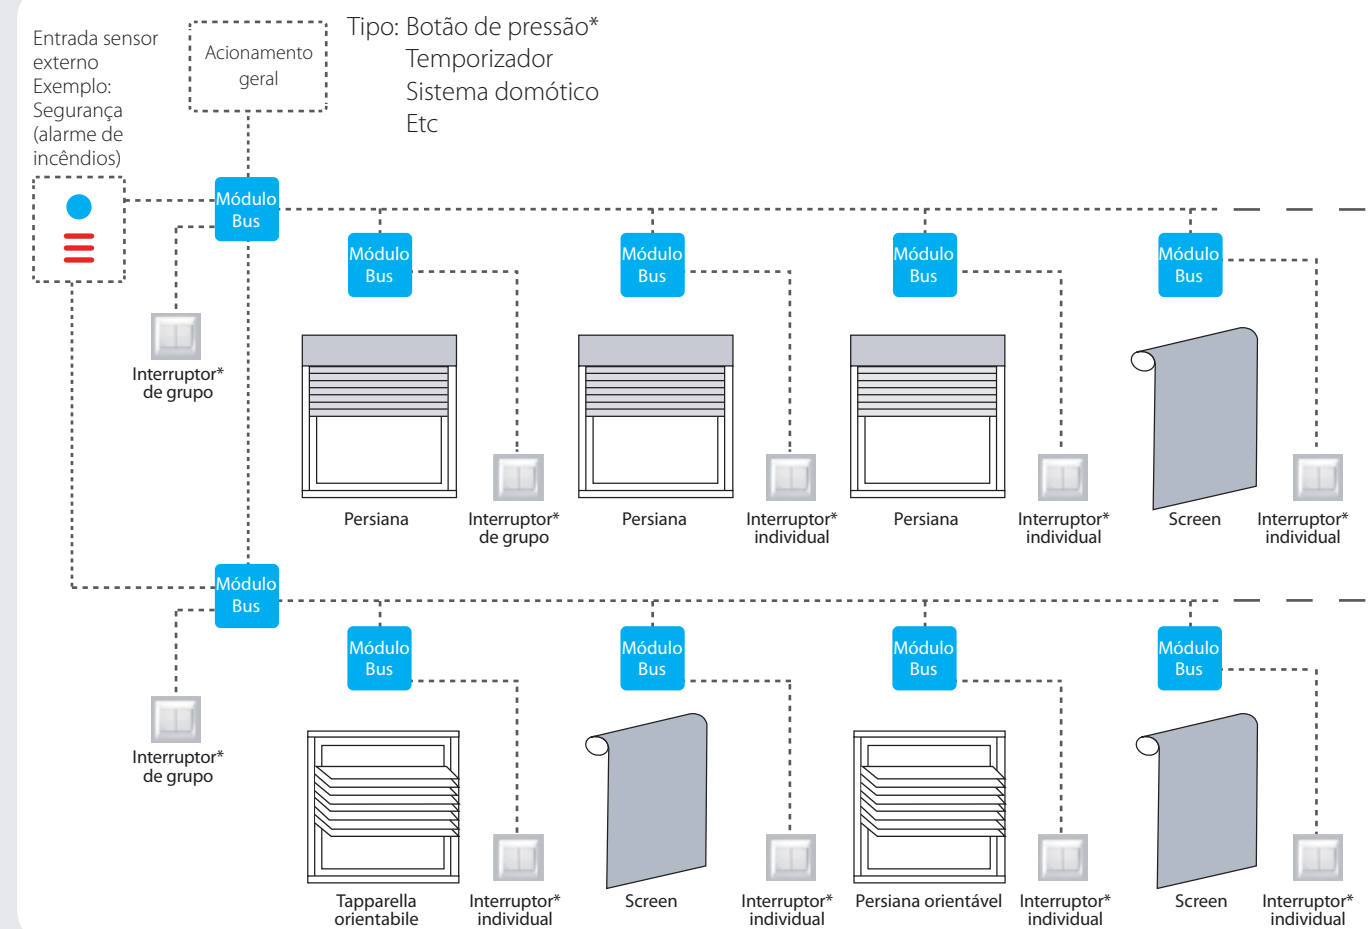 Entrada sensor
externo
Exemplo:
Segurança
(alarme de
incêndios)
Acionamento
geral
Tipo: Botão de pressão*
Temporizador
Sistema domótico
Etc
Módulo
Bus
Módulo
Bus
Módulo
Bus
Módulo
Bus
Módulo
Bus
Interruptor*
de grupo
Persiana
Interruptor*
de grupo
Persiana
Interruptor*
individual
Persiana
Interruptor*
individual
Screen
Interruptor*
individual
Módulo
Bus
Módulo
Bus
Módulo
Bus
Módulo
Bus
Módulo
Bus
Interruptor*
de grupo
Tapparella
orientabile
Interruptor*
individual
Screen
Interruptor*
individual
Persiana orientável
Interruptor*
individual
Screen
Interruptor*
individual